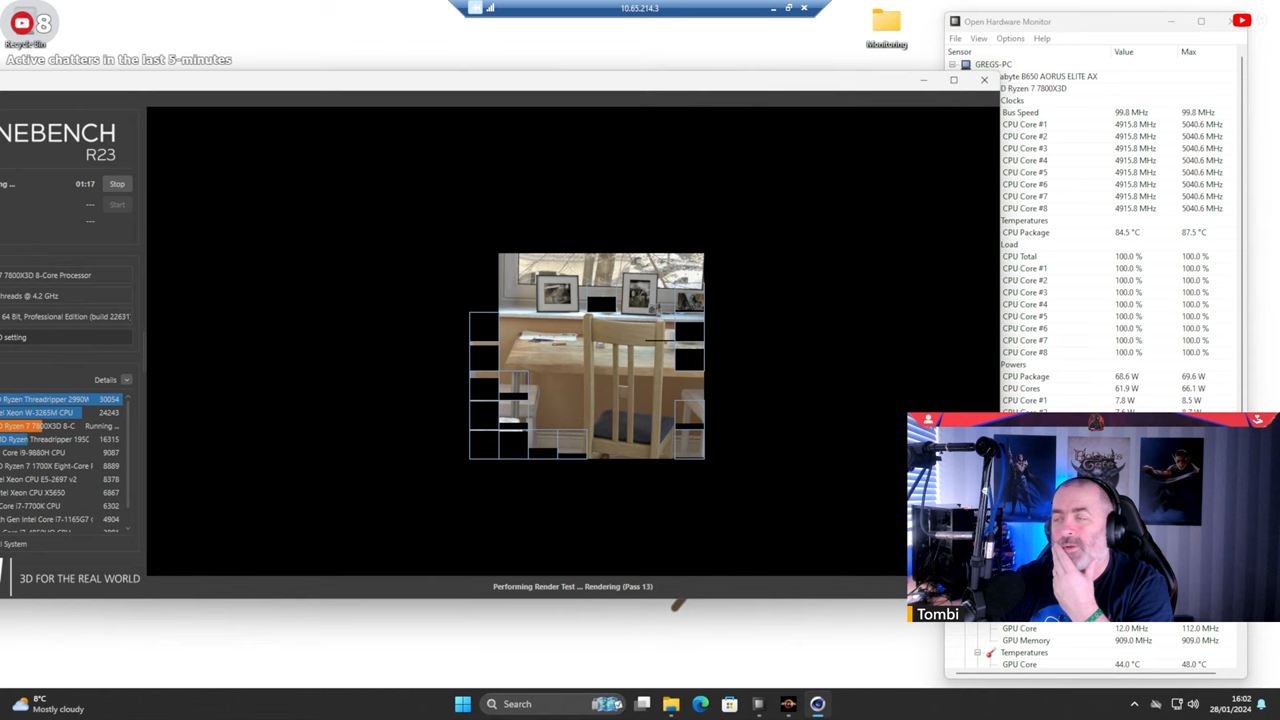 8
Recycle Bin
Active chatters in the last 5-minutes
10.65.214.3
Monitoring
NEBENCH
R23
ng ...
01:17
Stop
---
Start
---
7 7800X3D 8-Core Processor
hreads @ 4.2 GHz
64 Bit, Professional Edition (build 22631)
D setting
Details
D Ryzen Threadripper 2990W 30054
el Xeon W-3265M CPU 24243
D Ryzen 7 7800X3D 8-C Running...
MD Ryzen Threadripper 195( 16315
Core i9-9880H CPU 9087
D Ryzen 7 1700X Eight-Core F 8889
el Xeon CPU E5-2697 v2 8378
el Xeon CPU X5650 6867
Core i7-7700K CPU 6302
h Gen Intel Core i7-1165G7 ( 4904
l System
3D FOR THE REAL WORLD
Performing Render Test ... Rendering (Pass 13)
Open Hardware Monitor
File View Options Help
Sensor Value Max
GREGS-PC
abyte B650 AORUS ELITE AX
D Ryzen 7 7800X3D
Clocks
Bus Speed 99.8 MHz 99.8 MHz
CPU Core #1 4915.8 MHz 5040.6 MHz
CPU Core #2 4915.8 MHz 5040.6 MHz
CPU Core #3 4915.8 MHz 5040.6 MHz
CPU Core #4 4915.8 MHz 5040.6 MHz
CPU Core #5 4915.8 MHz 5040.6 MHz
CPU Core #6 4915.8 MHz 5040.6 MHz
CPU Core #7 4915.8 MHz 5040.6 MHz
CPU Core #8 4915.8 MHz 5040.6 MHz
Temperatures
CPU Package 84.5 °C 87.5 °C
Load
CPU Total 100.0 % 100.0 %
CPU Core #1 100.0 % 100.0 %
CPU Core #2 100.0 % 100.0 %
CPU Core #3 100.0 % 100.0 %
CPU Core #4 100.0 % 100.0 %
CPU Core #5 100.0 % 100.0 %
CPU Core #6 100.0 % 100.0 %
CPU Core #7 100.0 % 100.0 %
CPU Core #8 100.0 % 100.0 %
Powers
CPU Package 68.6 W 69.6 W
CPU Cores 61.9 W 66.1 W
CPU Core #1 7.8 W 8.5 W
Tombi
GPU Core 12.0 MHz 112.0 MHz
GPU Memory 909.0 MHz 909.0 MHz
Temperatures
GPU Core 44.0 °C 48.0 °C
8°C
Mostly cloudy
Search
16:02
28/01/2024